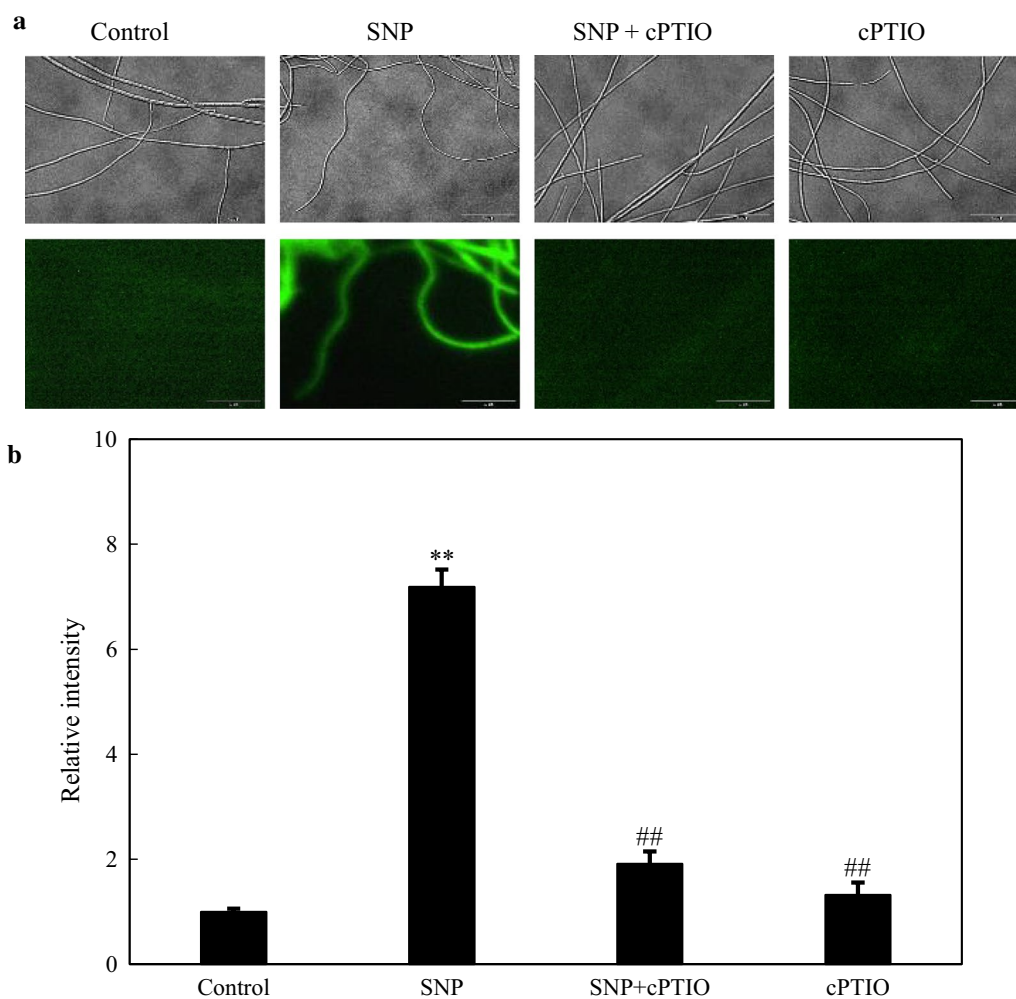 a
Control SNP SNP + cPTIO cPTIO
b
10
8
6
4
2
0
Relative intensity
**
##
##
Control SNP SNP+cPTIO cPTIO